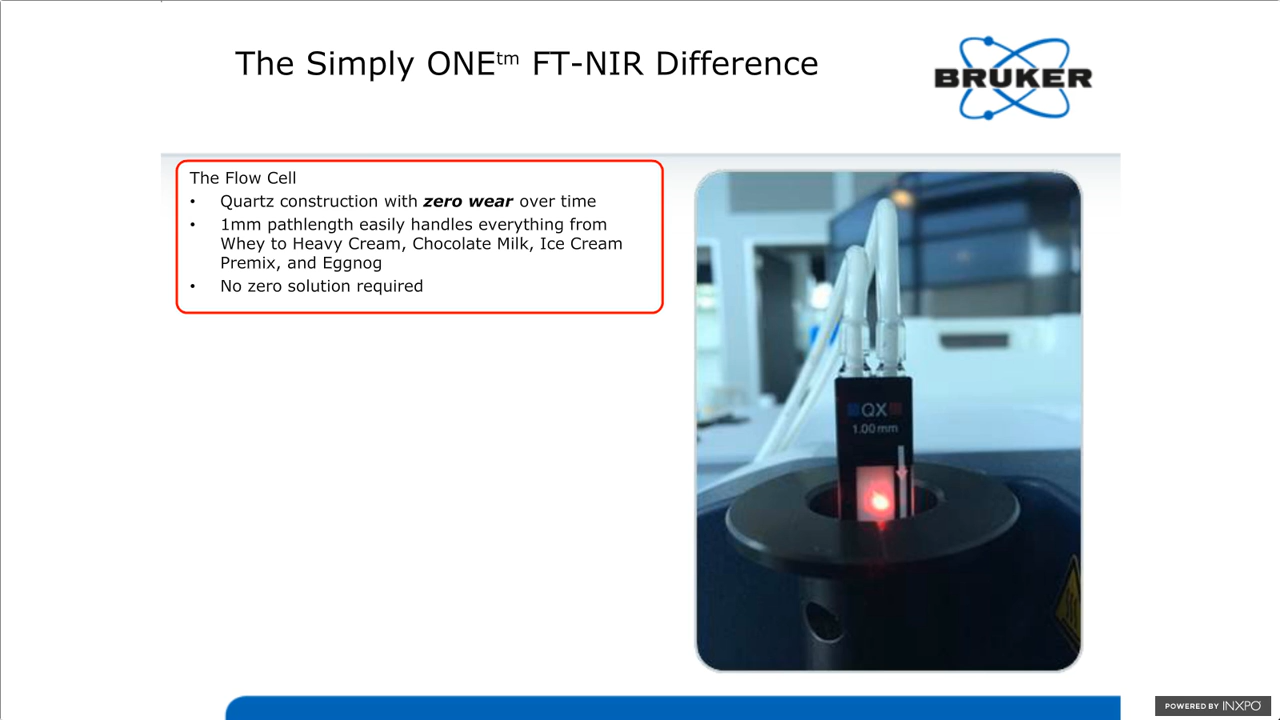 The Simply ONEtm FT-NIR Difference
BRUKER
The Flow Cell
• Quartz construction with zero wear over time
• 1mm pathlength easily handles everything from
Whey to Heavy Cream, Chocolate Milk, Ice Cream
Premix, and Eggnog
• No zero solution required
QX
1.00mm
POWERED BY INXPO